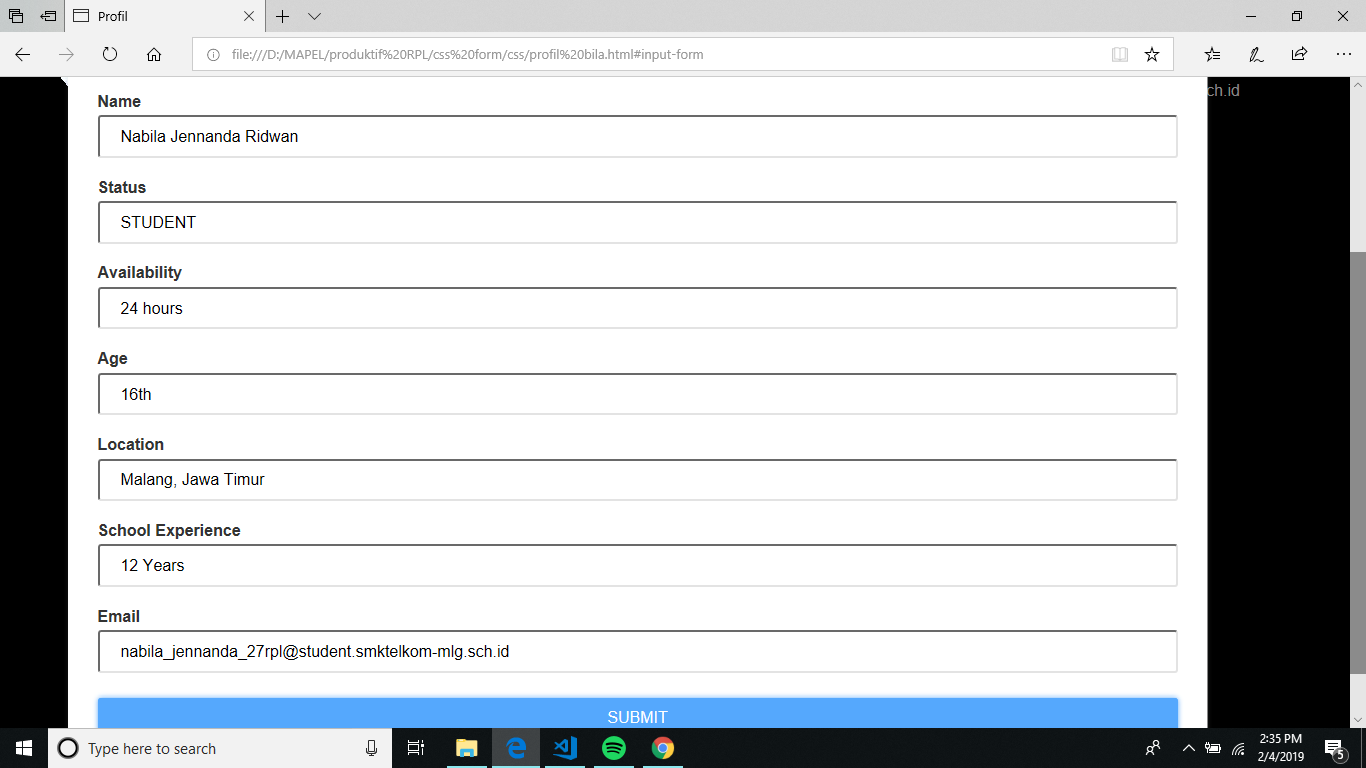 Profil
file:///D:/MAPEL/produktif%20RPL/css%20form/css/profil%20bila.html#input-form
ch.id
Name
Nabila Jennanda Ridwan
Status
STUDENT
Availability
24 hours
Age
16th
Location
Malang, Jawa Timur
School Experience
12 Years
Email
nabila_jennanda_27rpl@student.smktelkom-mlg.sch.id
SUBMIT
Type here to search
2:35 PM
2/4/2019
5